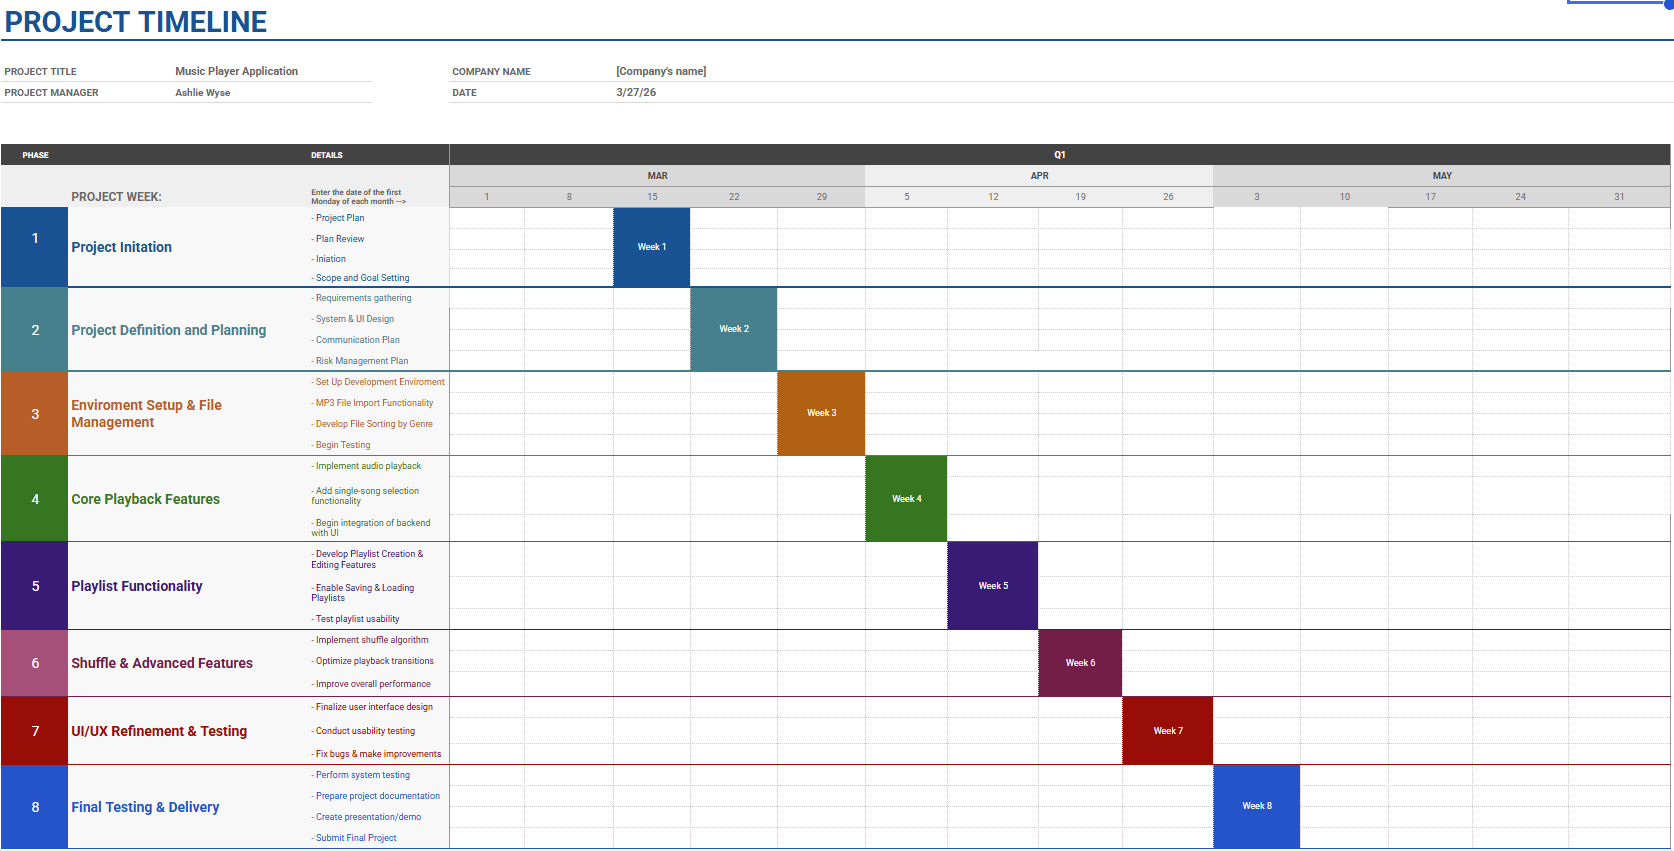 PROJECT TIMELINE
PROJECT TITLE Music Player Application COMPANY NAME [Company's name]
PROJECT MANAGER Ashlie Wyse DATE 3/27/26
PHASE DETAILS Q1
MAR APR MAY
PROJECT WEEK: Enter the date of the first
Monday of each month -->
1 8 15 22 29 5 12 19 26 3 10 17 24 31
1
Project Initation
- Project Plan
- Plan Review
- Iniation
- Scope and Goal Setting
Week 1
2
Project Definition and Planning
- Requirements gathering
- System & UI Design
- Communication Plan
- Risk Management Plan
Week 2
3
Enviroment Setup & File
Management
- Set Up Development Enviroment
- MP3 File Import Functionality
- Develop File Sorting by Genre
- Begin Testing
Week 3
4
Core Playback Features
- Implement audio playback
- Add single-song selection
functionality
- Begin integration of backend
with UI
Week 4
5
Playlist Functionality
- Develop Playlist Creation &
Editing Features
- Enable Saving & Loading
Playlists
- Test playlist usability
Week 5
6
Shuffle & Advanced Features
- Implement shuffle algorithm
- Optimize playback transitions
- Improve overall performance
Week 6
7
UI/UX Refinement & Testing
- Finalize user interface design
- Conduct usability testing
- Fix bugs & make improvements
Week 7
8
Final Testing & Delivery
- Perform system testing
- Prepare project documentation
- Create presentation/demo
- Submit Final Project
Week 8